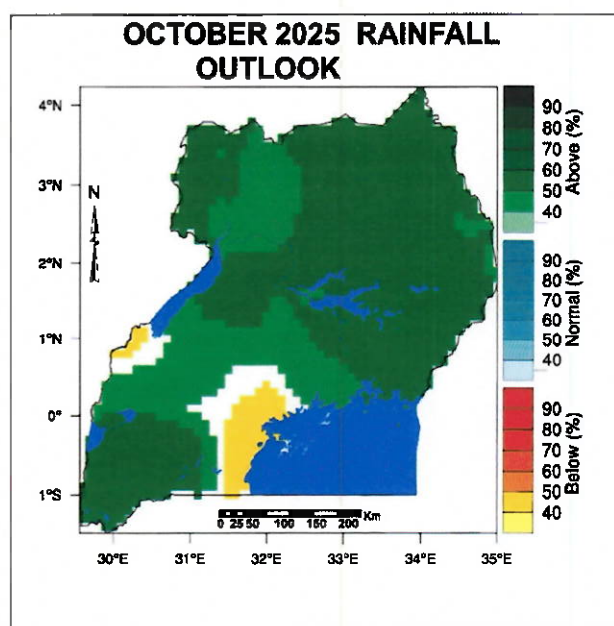 OCTOBER 2025 RAINFALL
OUTLOOK
4°N
3°N
2°N
1°N
0°
1°S
N
30°E
31°E
32°E
33°E
34°E
35°E
0 25 50 100 150 200 Km
90
80
70
60
50
40
Above (%)
90
80
70
60
50
40
Normal (%)
90
80
70
60
50
40
Below (%)